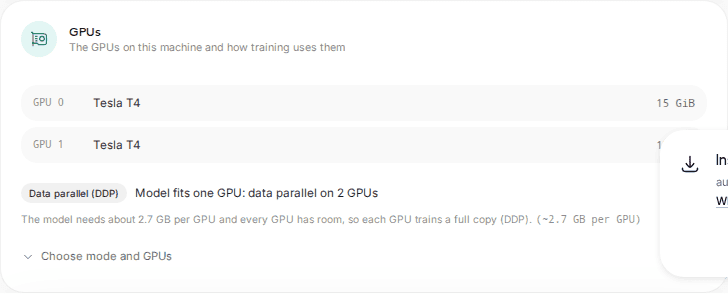 GPUs
The GPUs on this machine and how training uses them
GPU 0 Tesla T4 15 GiB
GPU 1 Tesla T4
Data parallel (DDP) Model fits one GPU: data parallel on 2 GPUs
The model needs about 2.7 GB per GPU and every GPU has room, so each GPU trains a full copy (DDP). (~2.7 GB per GPU)
Choose mode and GPUs